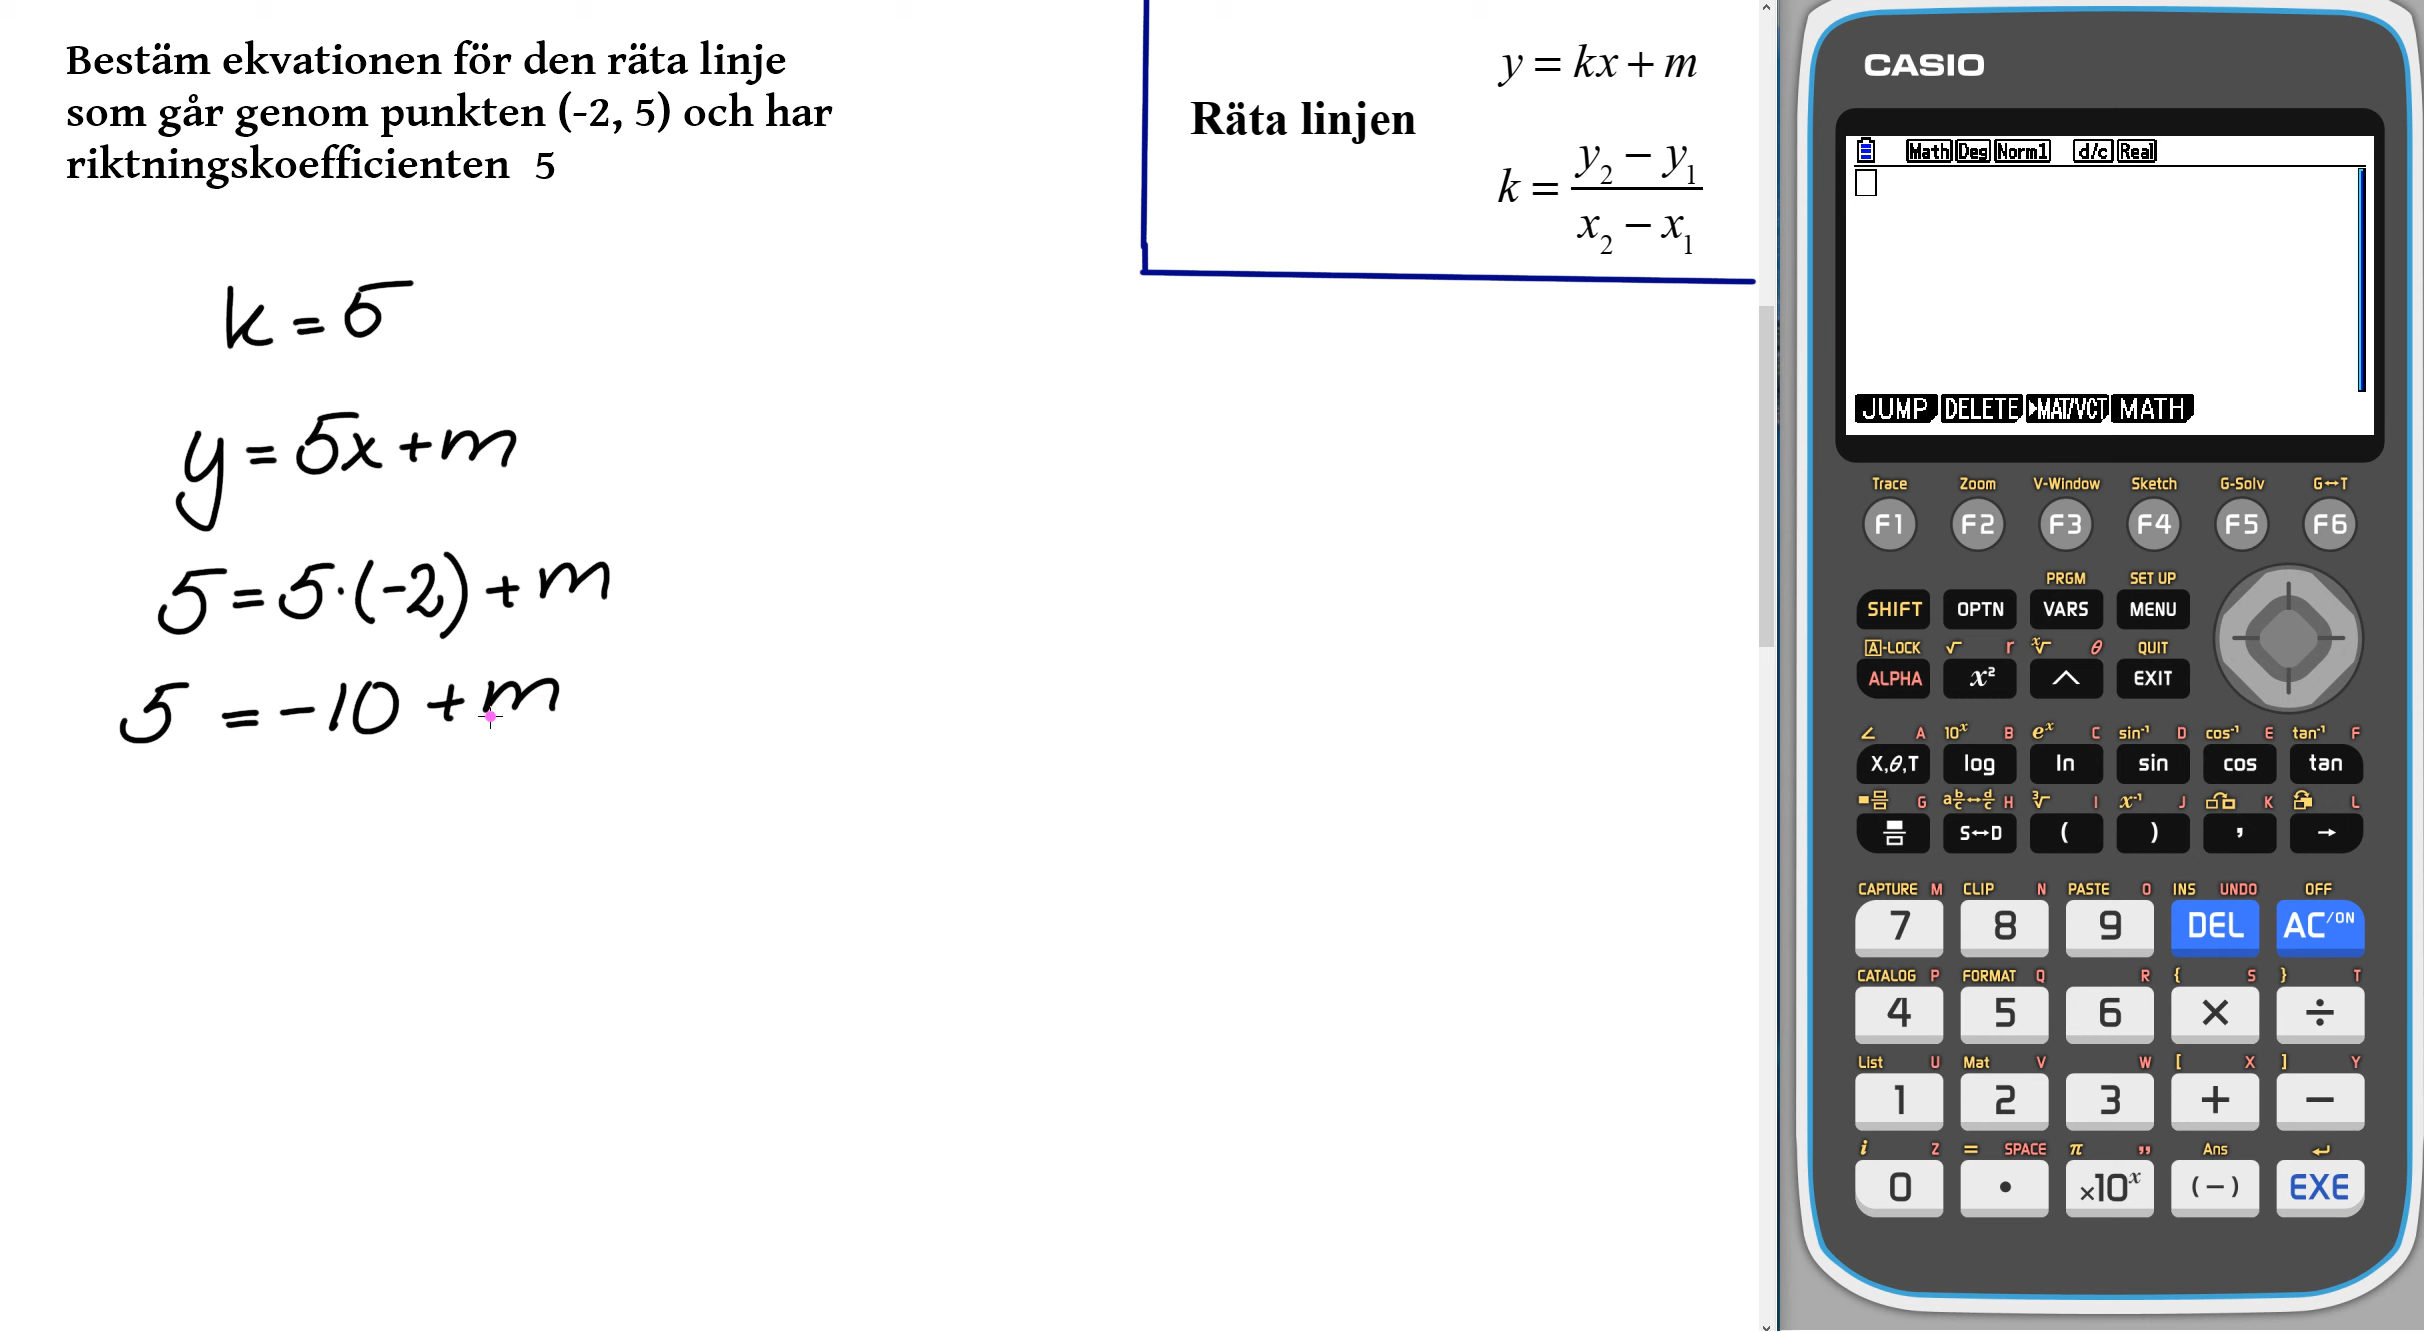 Bestäm ekvationen för den räta linje
som går genom punkten (-2, 5) och har
riktningskoefficienten 5
k = 5
y = 5x + m
5 = 5·(-2) + m
5 = -10 + m
Räta linjen
y = kx + m
k = (y₂ − y₁)/(x₂ − x₁)
CASIO
Math Deg Norm1 d/c Real
JUMP DELETE ►MAT/VCT MATH
Trace Zoom V-Window Sketch G-Solv G↔T
F1 F2 F3 F4 F5 F6
PRGM SET UP
SHIFT OPTN VARS MENU
A-LOCK √ r ˣ√ θ QUIT
ALPHA x² ^ EXIT
∠ A 10ˣ B eˣ C sin⁻¹ D cos⁻¹ E tan⁻¹ F
X,θ,T log ln sin cos tan
G a b/c↔d/c H ³√ I x⁻¹ J K L
S↔D ( ) , →
CAPTURE M CLIP N PASTE O INS UNDO OFF
7 8 9 DEL AC/ON
CATALOG P FORMAT Q R { S } T
4 5 6 × ÷
List U Mat V W [ X ] Y
1 2 3 + −
i Z = SPACE π " Ans ↵
0 • ×10ˣ (−) EXE